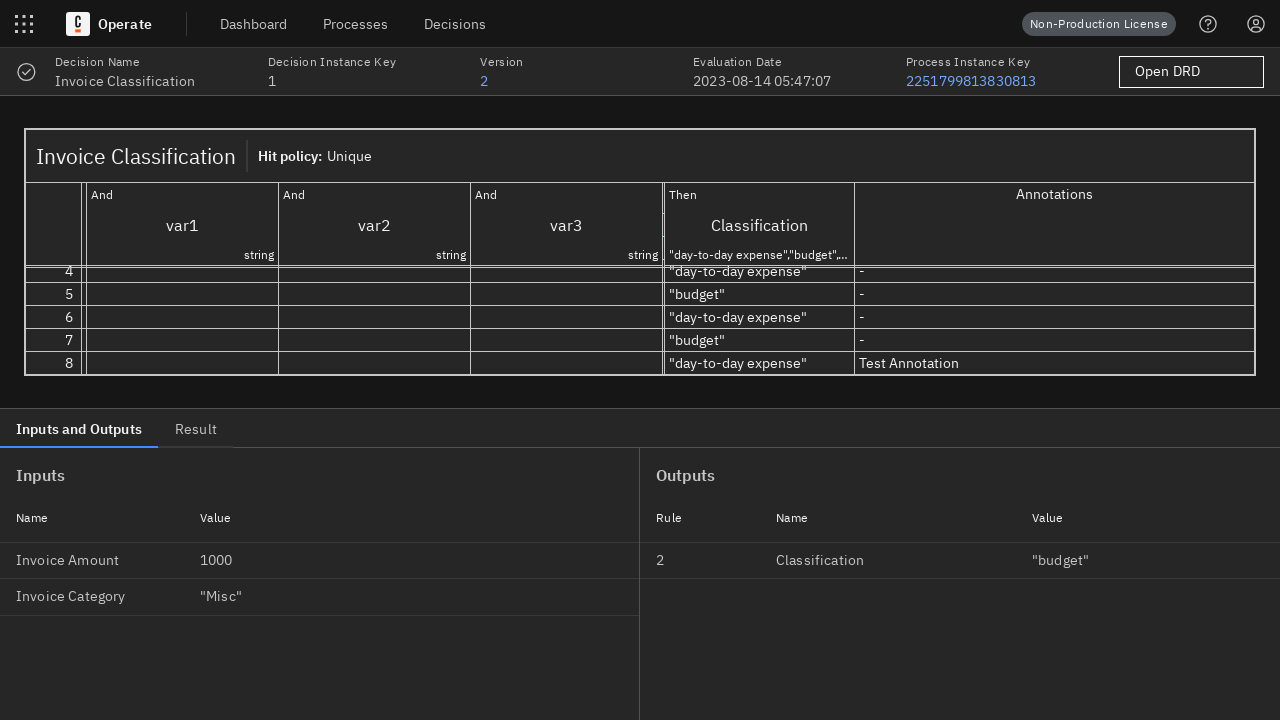 Operate
Dashboard
Processes
Decisions
Non-Production License
Decision Name
Invoice Classification
Decision Instance Key
1
Version
2
Evaluation Date
2023-08-14 05:47:07
Process Instance Key
2251799813830813
Open DRD
Invoice Classification
Hit policy: Unique
And
And
And
Then
Annotations
var1
var2
var3
Classification
string
string
string
"day-to-day expense","budget",...
4 "day-to-day expense" -
5 "budget" -
6 "day-to-day expense" -
7 "budget" -
8 "day-to-day expense" Test Annotation
Inputs and Outputs
Result
Inputs
Name Value
Invoice Amount 1000
Invoice Category "Misc"
Outputs
Rule Name Value
2 Classification "budget"